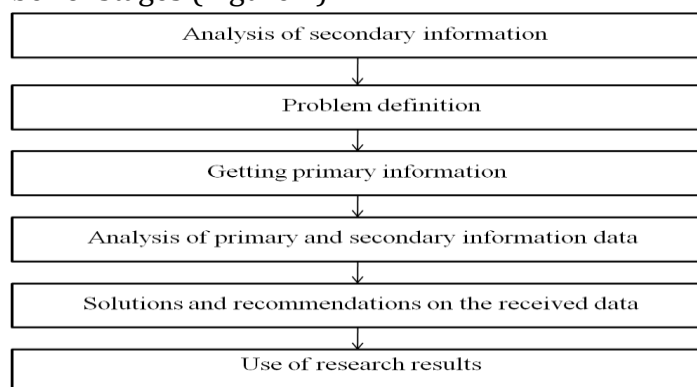 Analysis of secondary information
Problem definition
Getting primary information
Analysis of primary and secondary information data
Solutions and recommendations on the received data
Use of research results